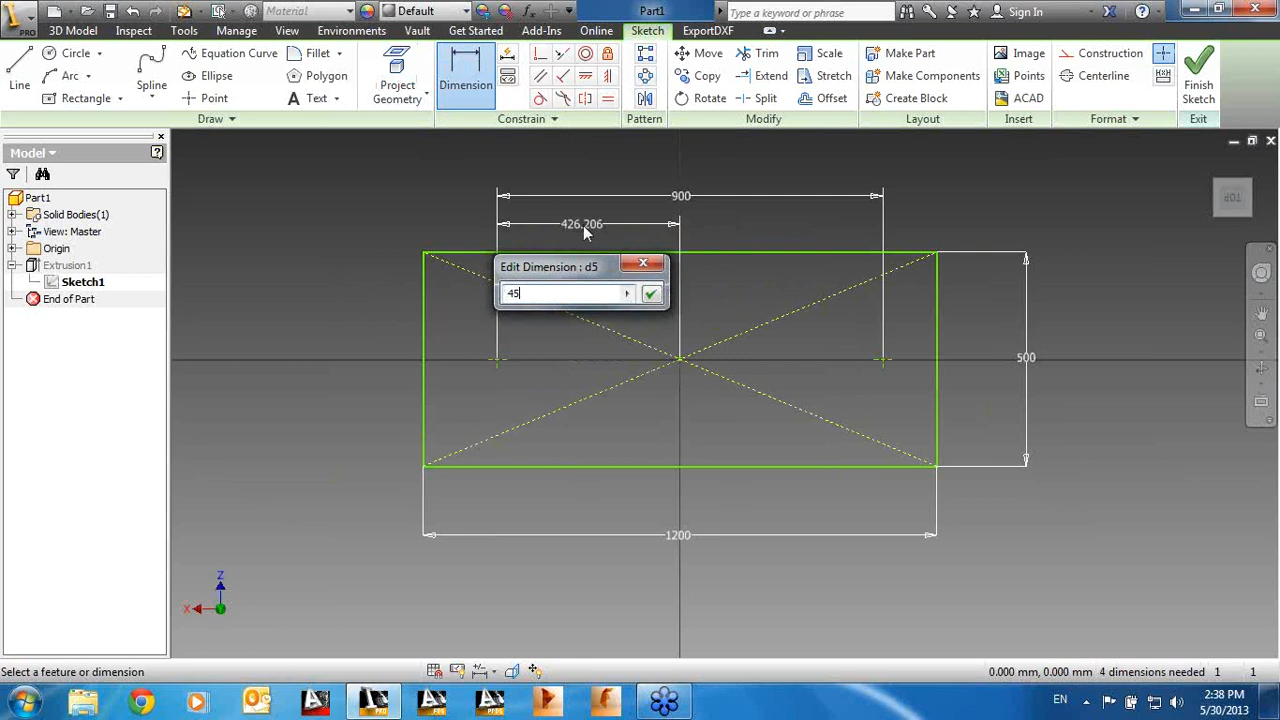 Material
Default
Part1
Type a keyword or phrase
Sign In
PRO
3D Model
Inspect
Tools
Manage
View
Environments
Vault
Get Started
Add-Ins
Online
Sketch
ExportDXF
Line
Circle
Arc
Rectangle
Spline
Equation Curve
Ellipse
Point
Fillet
Polygon
Text
Project
Geometry
Dimension
Move
Copy
Rotate
Trim
Extend
Split
Scale
Stretch
Offset
Make Part
Make Components
Create Block
Image
Points
ACAD
Construction
Centerline
Finish
Sketch
Draw
Constrain
Pattern
Modify
Layout
Insert
Format
Exit
Model
Part1
Solid Bodies(1)
View: Master
Origin
Extrusion1
Sketch1
End of Part
900
426.206
Edit Dimension : d5
45
500
1200
TOP
Z
X
Select a feature or dimension
0.000 mm, 0.000 mm
4 dimensions needed
1
1
EN
2:38 PM
5/30/2013